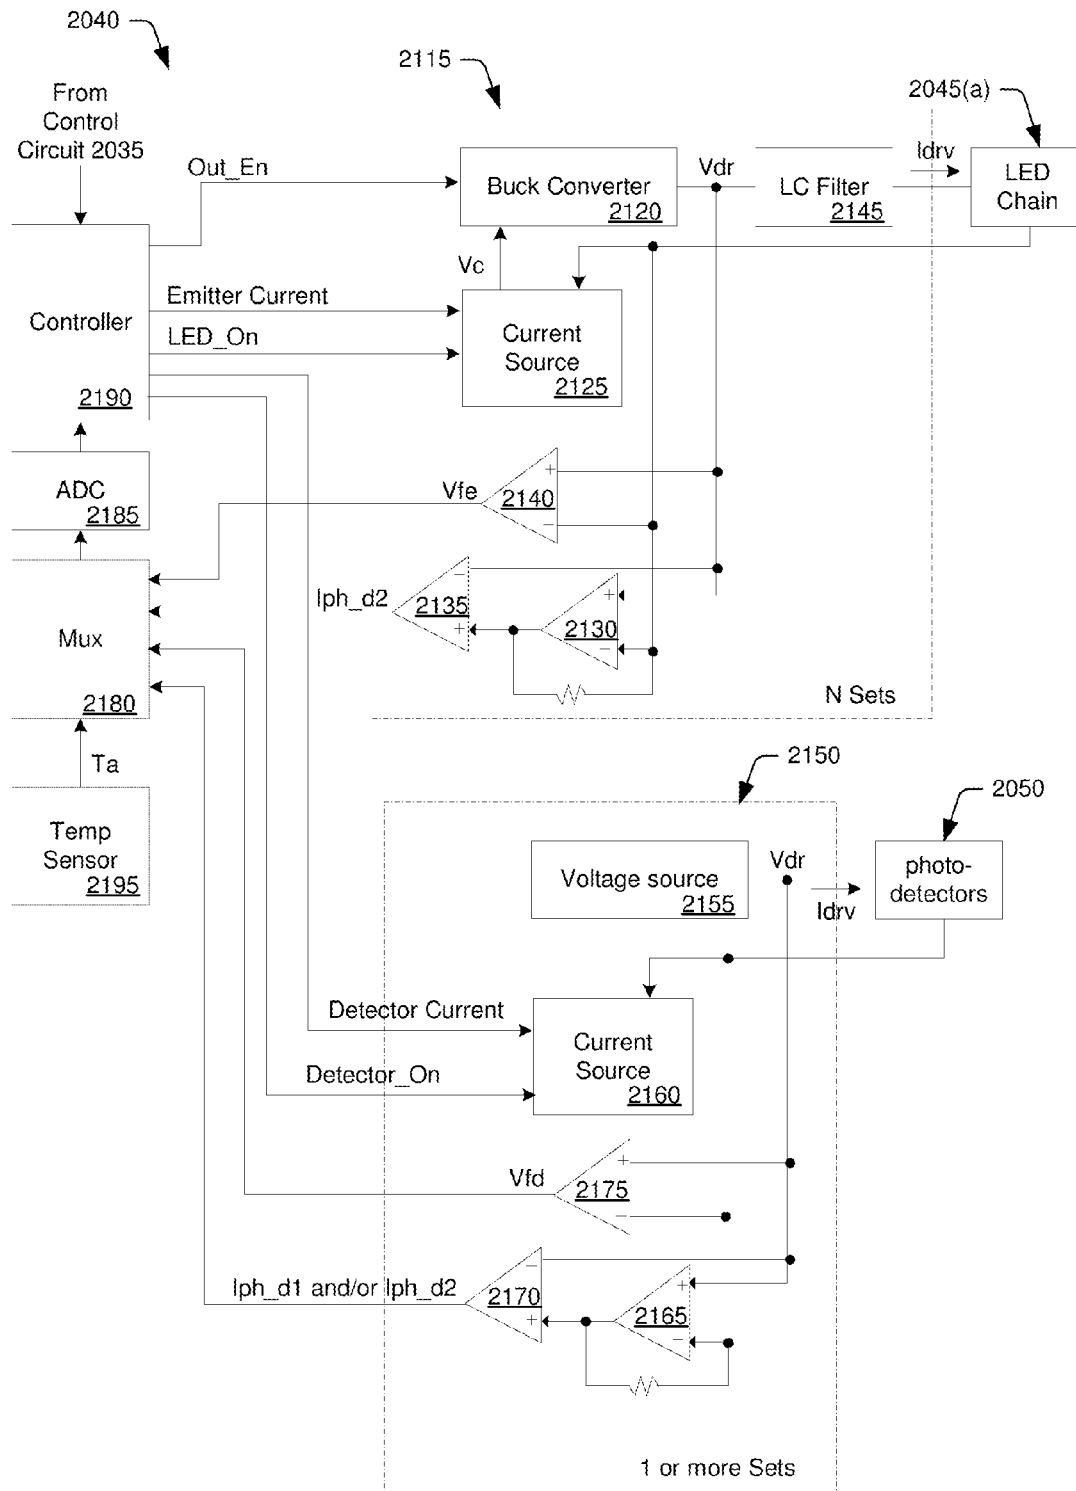 2040
2115
2045(a)
From
Control
Circuit 2035
Out_En
Buck Converter
2120
Vdr
LC Filter
2145
Idrv
LED
Chain
Vc
Emitter Current
LED_On
Controller
2190
Current
Source
2125
ADC
2185
Vfe
+
2140
−
Iph_d2
−
2135
+
+
2130
−
Mux
2180
N Sets
Ta
2150
2050
Temp
Sensor
2195
Voltage source
2155
Vdr
Idrv
photo-
detectors
Detector Current
Detector_On
Current
Source
2160
Vfd
+
2175
−
Iph_d1 and/or Iph_d2
−
2170
+
+
2165
−
1 or more Sets